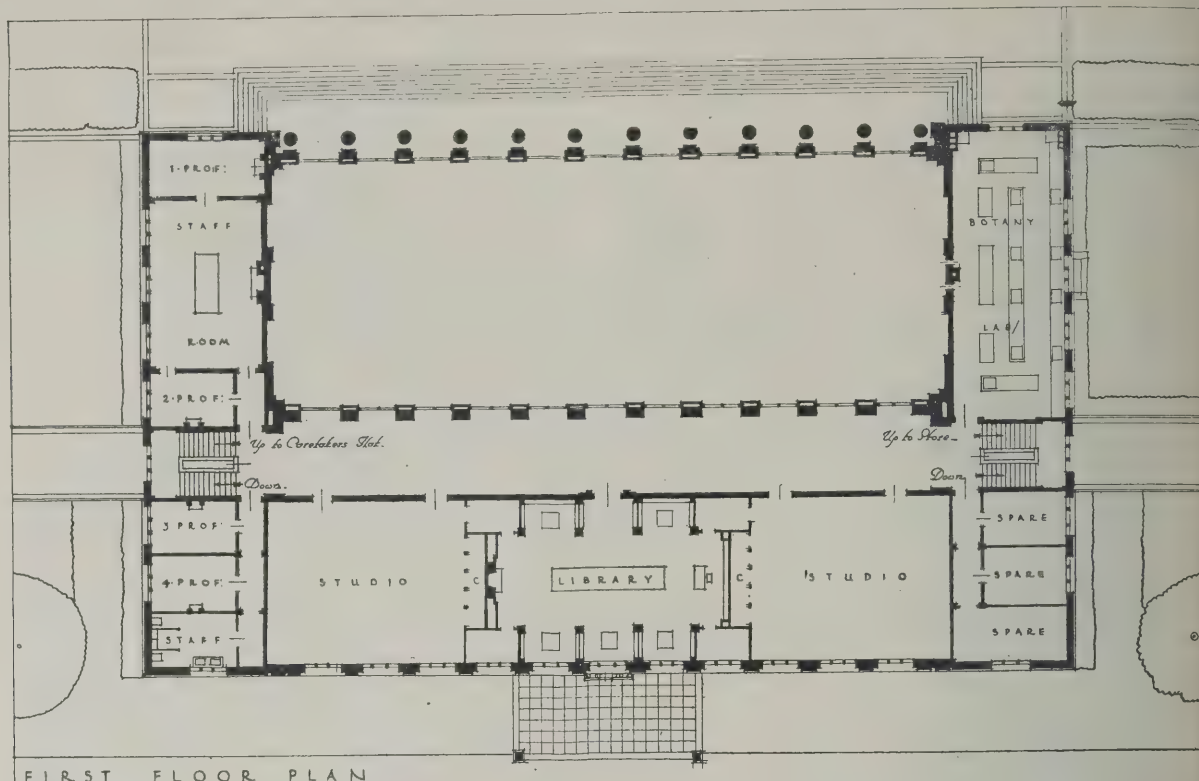 1·PROF:
STAFF
ROOM
2·PROF:
Up to Caretakers Flat.
Down.
3 PROF:
4·PROF:
STAFF
STUDIO
C
LIBRARY
C
STUDIO
BOTANY
LAB/
Up to Store
Down
SPARE
SPARE
SPARE
FIRST FLOOR PLAN